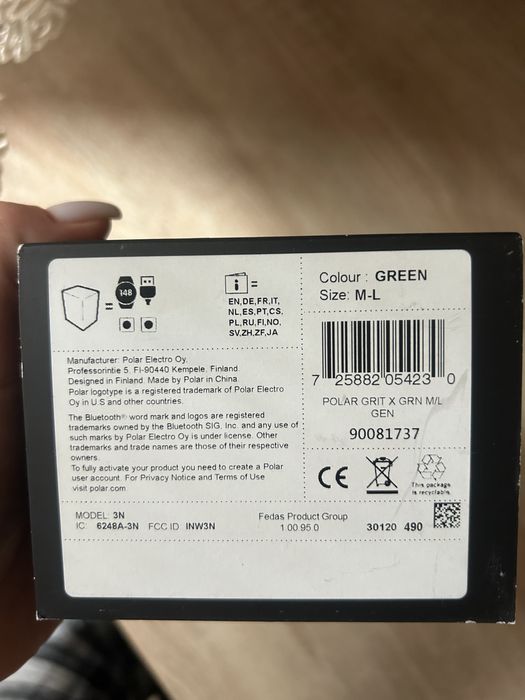 148
i =
=
EN,DE,FR,IT,
NL,ES,PT,CS,
PL,RU,FI,NO,
SV,ZH,ZF,JA
Colour : GREEN
Size: M-L
7 25882 05423 0
POLAR GRIT X GRN M/L
GEN
90081737
Manufacturer: Polar Electro Oy.
Professorintie 5. FI-90440 Kempele. Finland.
Designed in Finland. Made by Polar in China.
Polar logotype is a registered trademark of Polar Electro
Oy in U.S and other countries.
The Bluetooth® word mark and logos are registered
trademarks owned by the Bluetooth SIG, Inc. and any use of
such marks by Polar Electro Oy is under license. Other
trademarks and trade names are those of their respective
owners.
To fully activate your product you need to create a Polar
user account. For Privacy Notice and Terms of Use
visit polar.com
CE
This package
is recyclable.
MODEL: 3N
IC: 6248A-3N FCC ID: INW3N
Fedas Product Group
1.00.95.0
30120 490